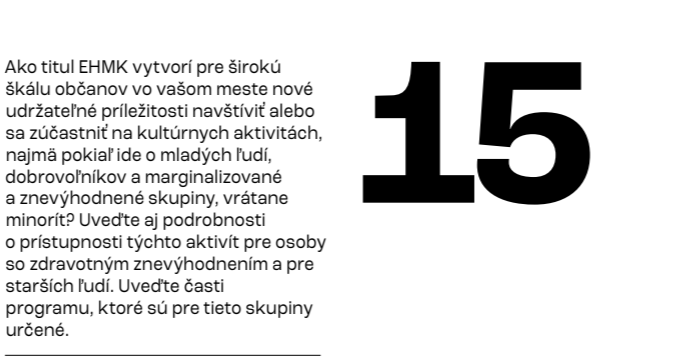 Ako titul EHMK vytvorí pre širokú
škálu občanov vo vašom meste nové
udržateľné príležitosti navštíviť alebo
sa zúčastniť na kultúrnych aktivitách,
najmä pokiaľ ide o mladých ľudí,
dobrovoľníkov a marginalizované
a znevýhodnené skupiny, vrátane
minorít? Uveďte aj podrobnosti
o prístupnosti týchto aktivít pre osoby
so zdravotným znevýhodnením a pre
starších ľudí. Uveďte časti
programu, ktoré sú pre tieto skupiny
určené.
15